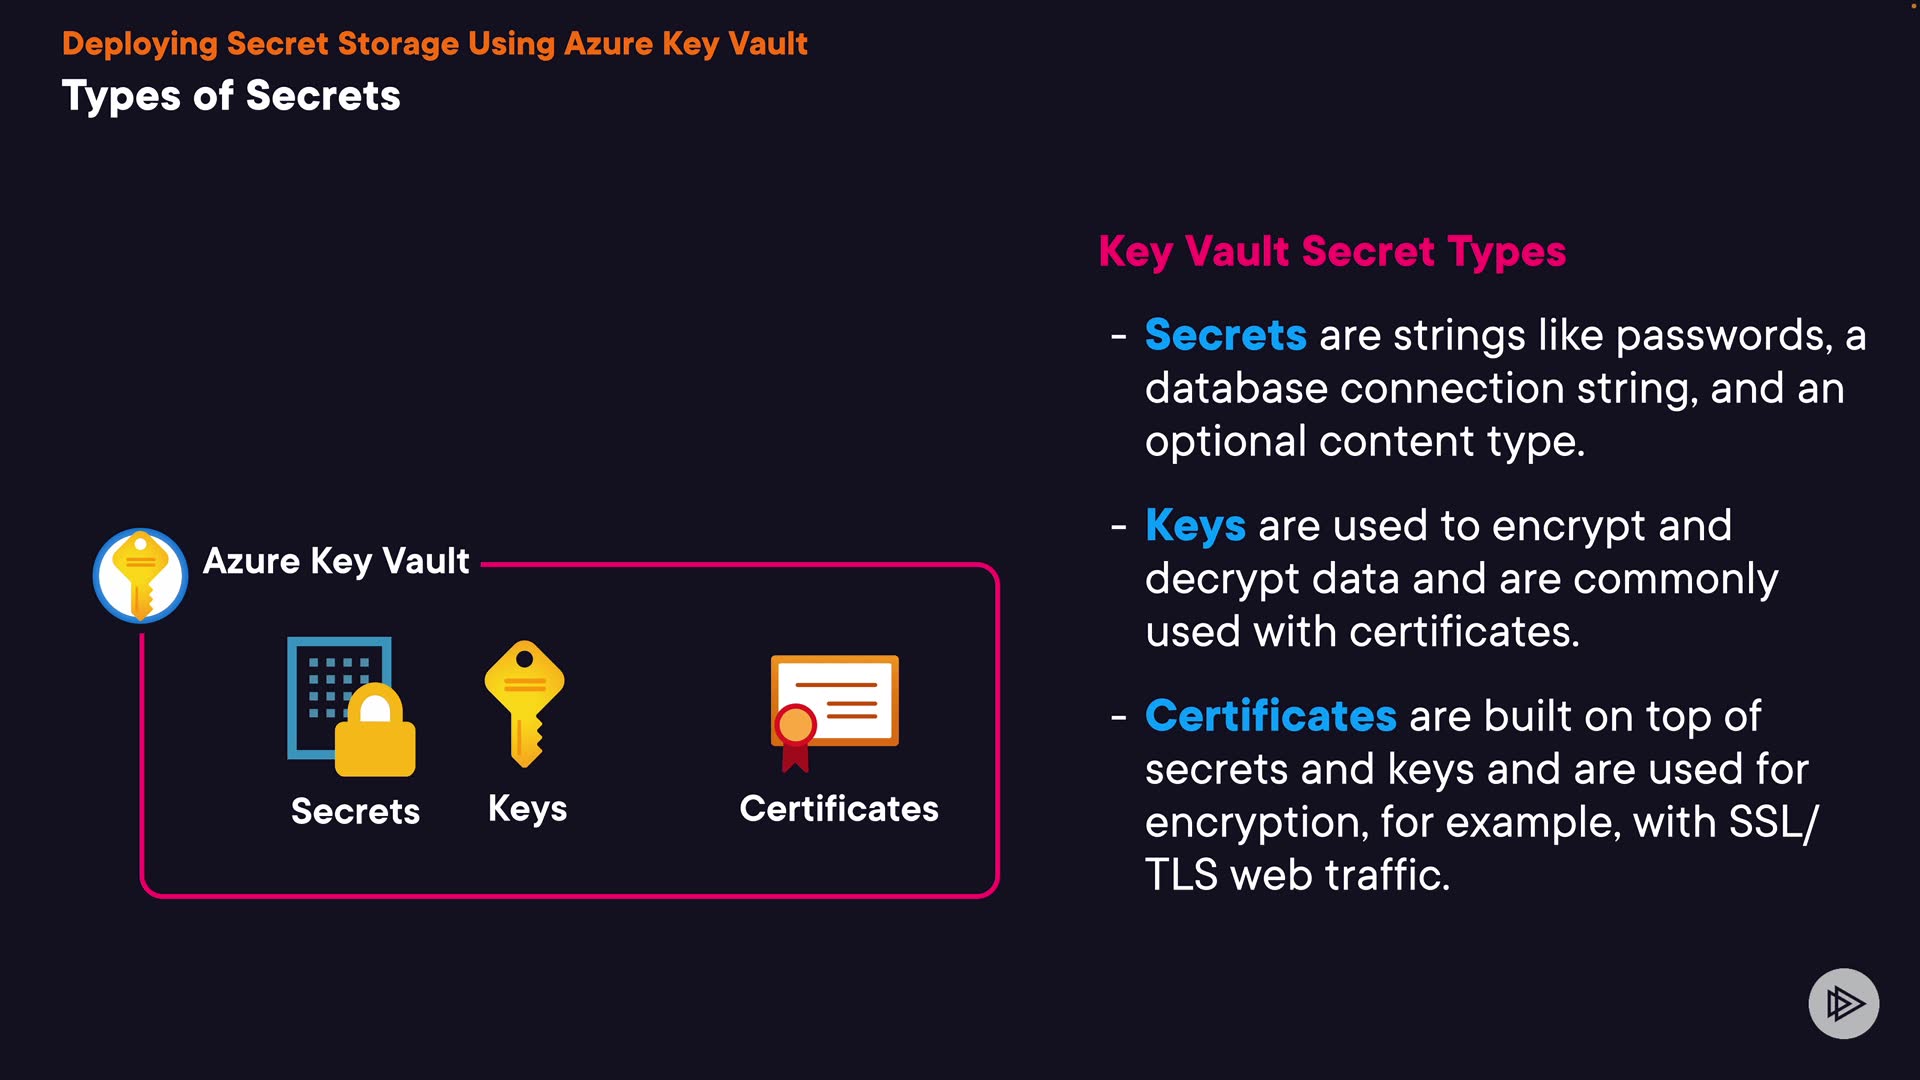 Deploying Secret Storage Using Azure Key Vault
Types of Secrets
Azure Key Vault
Secrets
Keys
Certificates
Key Vault Secret Types
- Secrets are strings like passwords, a
database connection string, and an
optional content type.
- Keys are used to encrypt and
decrypt data and are commonly
used with certificates.
- Certificates are built on top of
secrets and keys and are used for
encryption, for example, with SSL/
TLS web traffic.